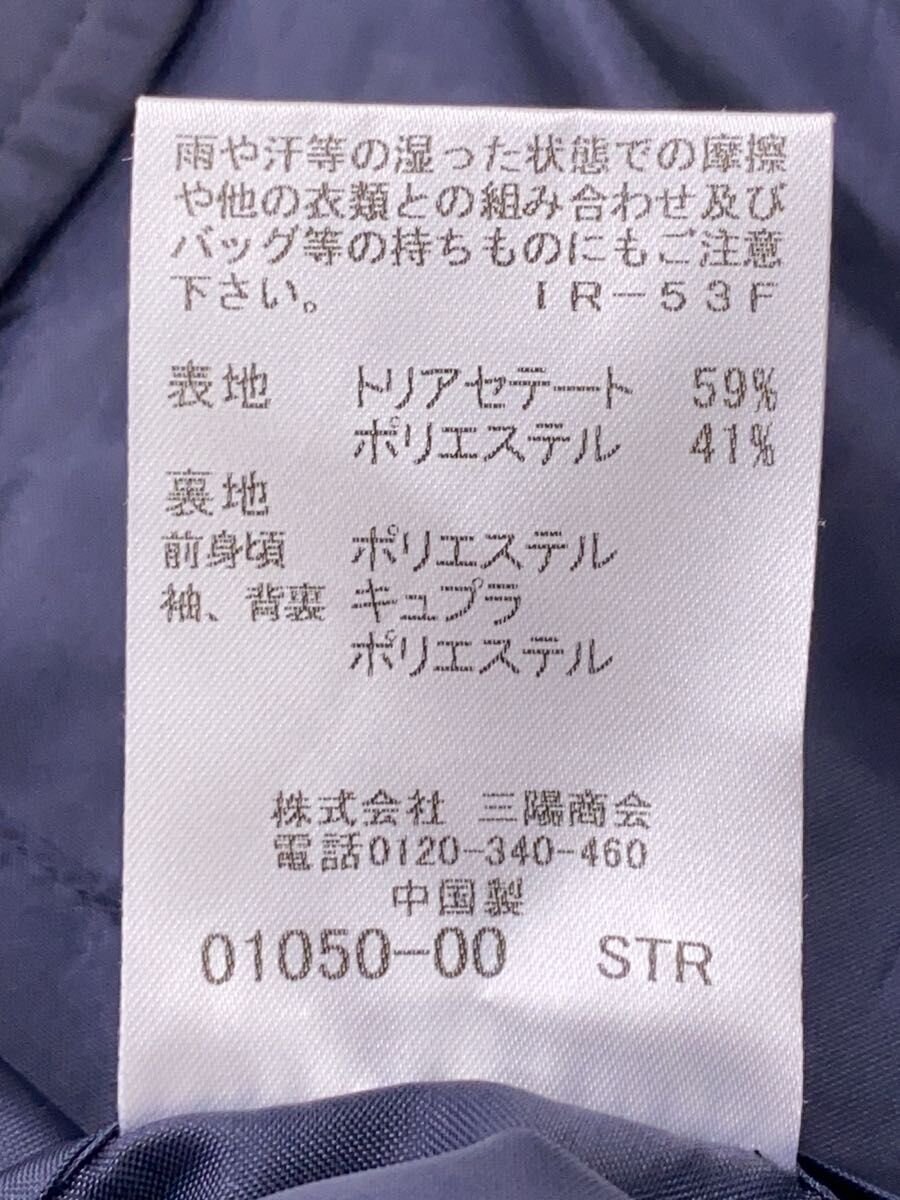 雨や汗等の湿った状態での摩擦
や他の衣類との組み合わせ及び
バッグ等の持ちものにもご注意
下さい。 IR-53F
表地 トリアセテート 59%
ポリエステル 41%
裏地
前身頃 ポリエステル
袖、背裏 キュプラ
ポリエステル
株式会社 三陽商会
電話0120-340-460
中国製
01050-00 STR